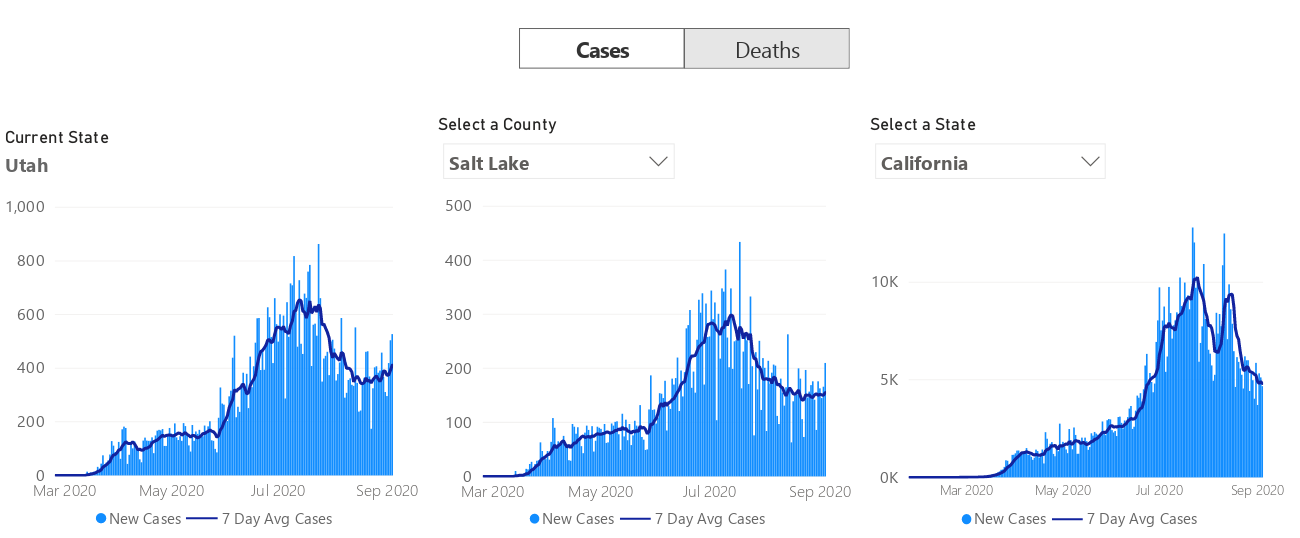 Cases Deaths
Current State
Utah
Select a County
Salt Lake
Select a State
California
1,000
800
600
400
200
0
Mar 2020 May 2020 Jul 2020 Sep 2020
New Cases 7 Day Avg Cases
500
400
300
200
100
0
Mar 2020 May 2020 Jul 2020 Sep 2020
New Cases 7 Day Avg Cases
10K
5K
0K
Mar 2020 May 2020 Jul 2020 Sep 2020
New Cases 7 Day Avg Cases